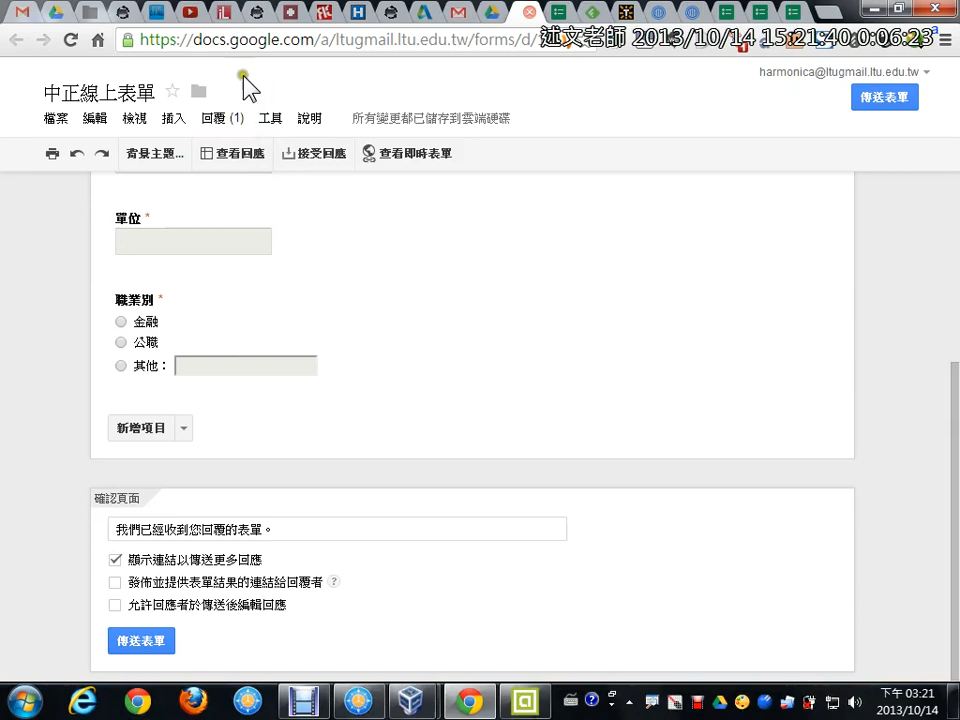 https://docs.google.com/a/ltugmail.ltu.edu.tw/forms/d/
述文老師 2013/10/14 15:21:40 0:06:23
中正線上表單
harmonica@ltugmail.ltu.edu.tw
傳送表單
檔案 編輯 檢視 插入 回覆 (1) 工具 說明 所有變更都已儲存到雲端硬碟
背景主題... 查看回應 接受回應 查看即時表單
單位 *
職業別 *
金融
公職
其他：
新增項目
確認頁面
我們已經收到您回覆的表單。
顯示連結以傳送更多回應
發佈並提供表單結果的連結給回覆者 ?
允許回應者於傳送後編輯回應
傳送表單
下午 03:21
2013/10/14